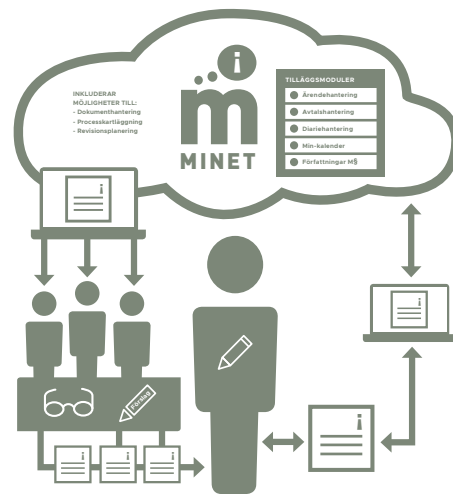 INKLUDERAR
MÖJLIGHETER TILL:
- Dokumenthantering
- Processkartläggning
- Revisionsplanering
i
m
MINET
TILLÄGGSMODULER
Ärendehantering
Avtalshantering
Diariehantering
Min-kalender
Författningar M§
i
i
Förslag
i
i
i
i